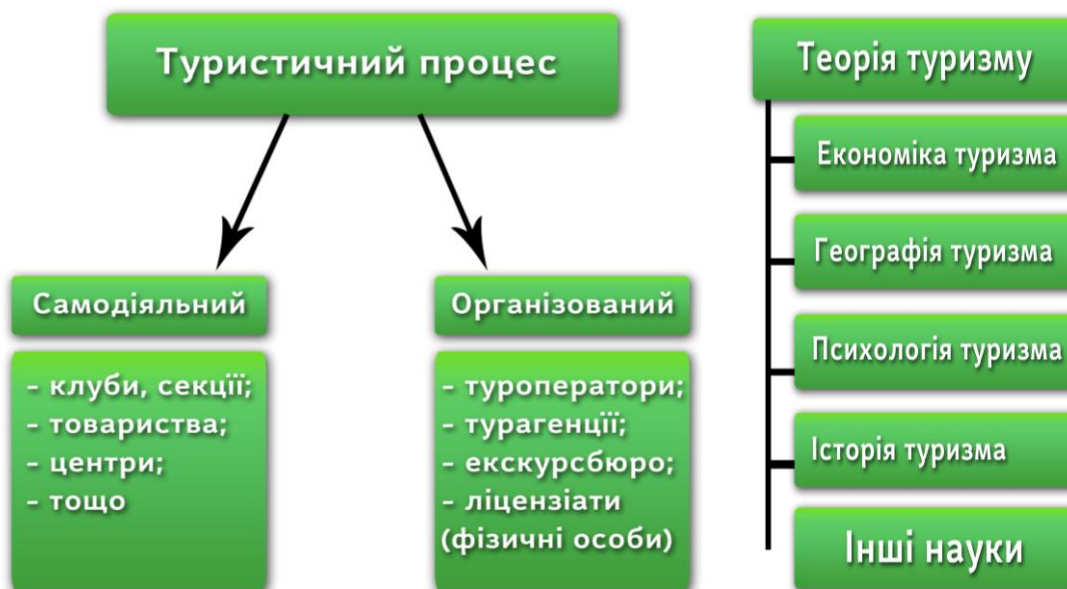 Туристичний процес
Самодіяльний
- клуби, секції;
- товариства;
- центри;
- тощо
Організований
- туроператори;
- турагенції;
- екскурсбюро;
- ліцензіати
(фізичні особи)
Теорія туризму
Економіка туризма
Географія туризма
Психологія туризма
Історія туризма
Інші науки